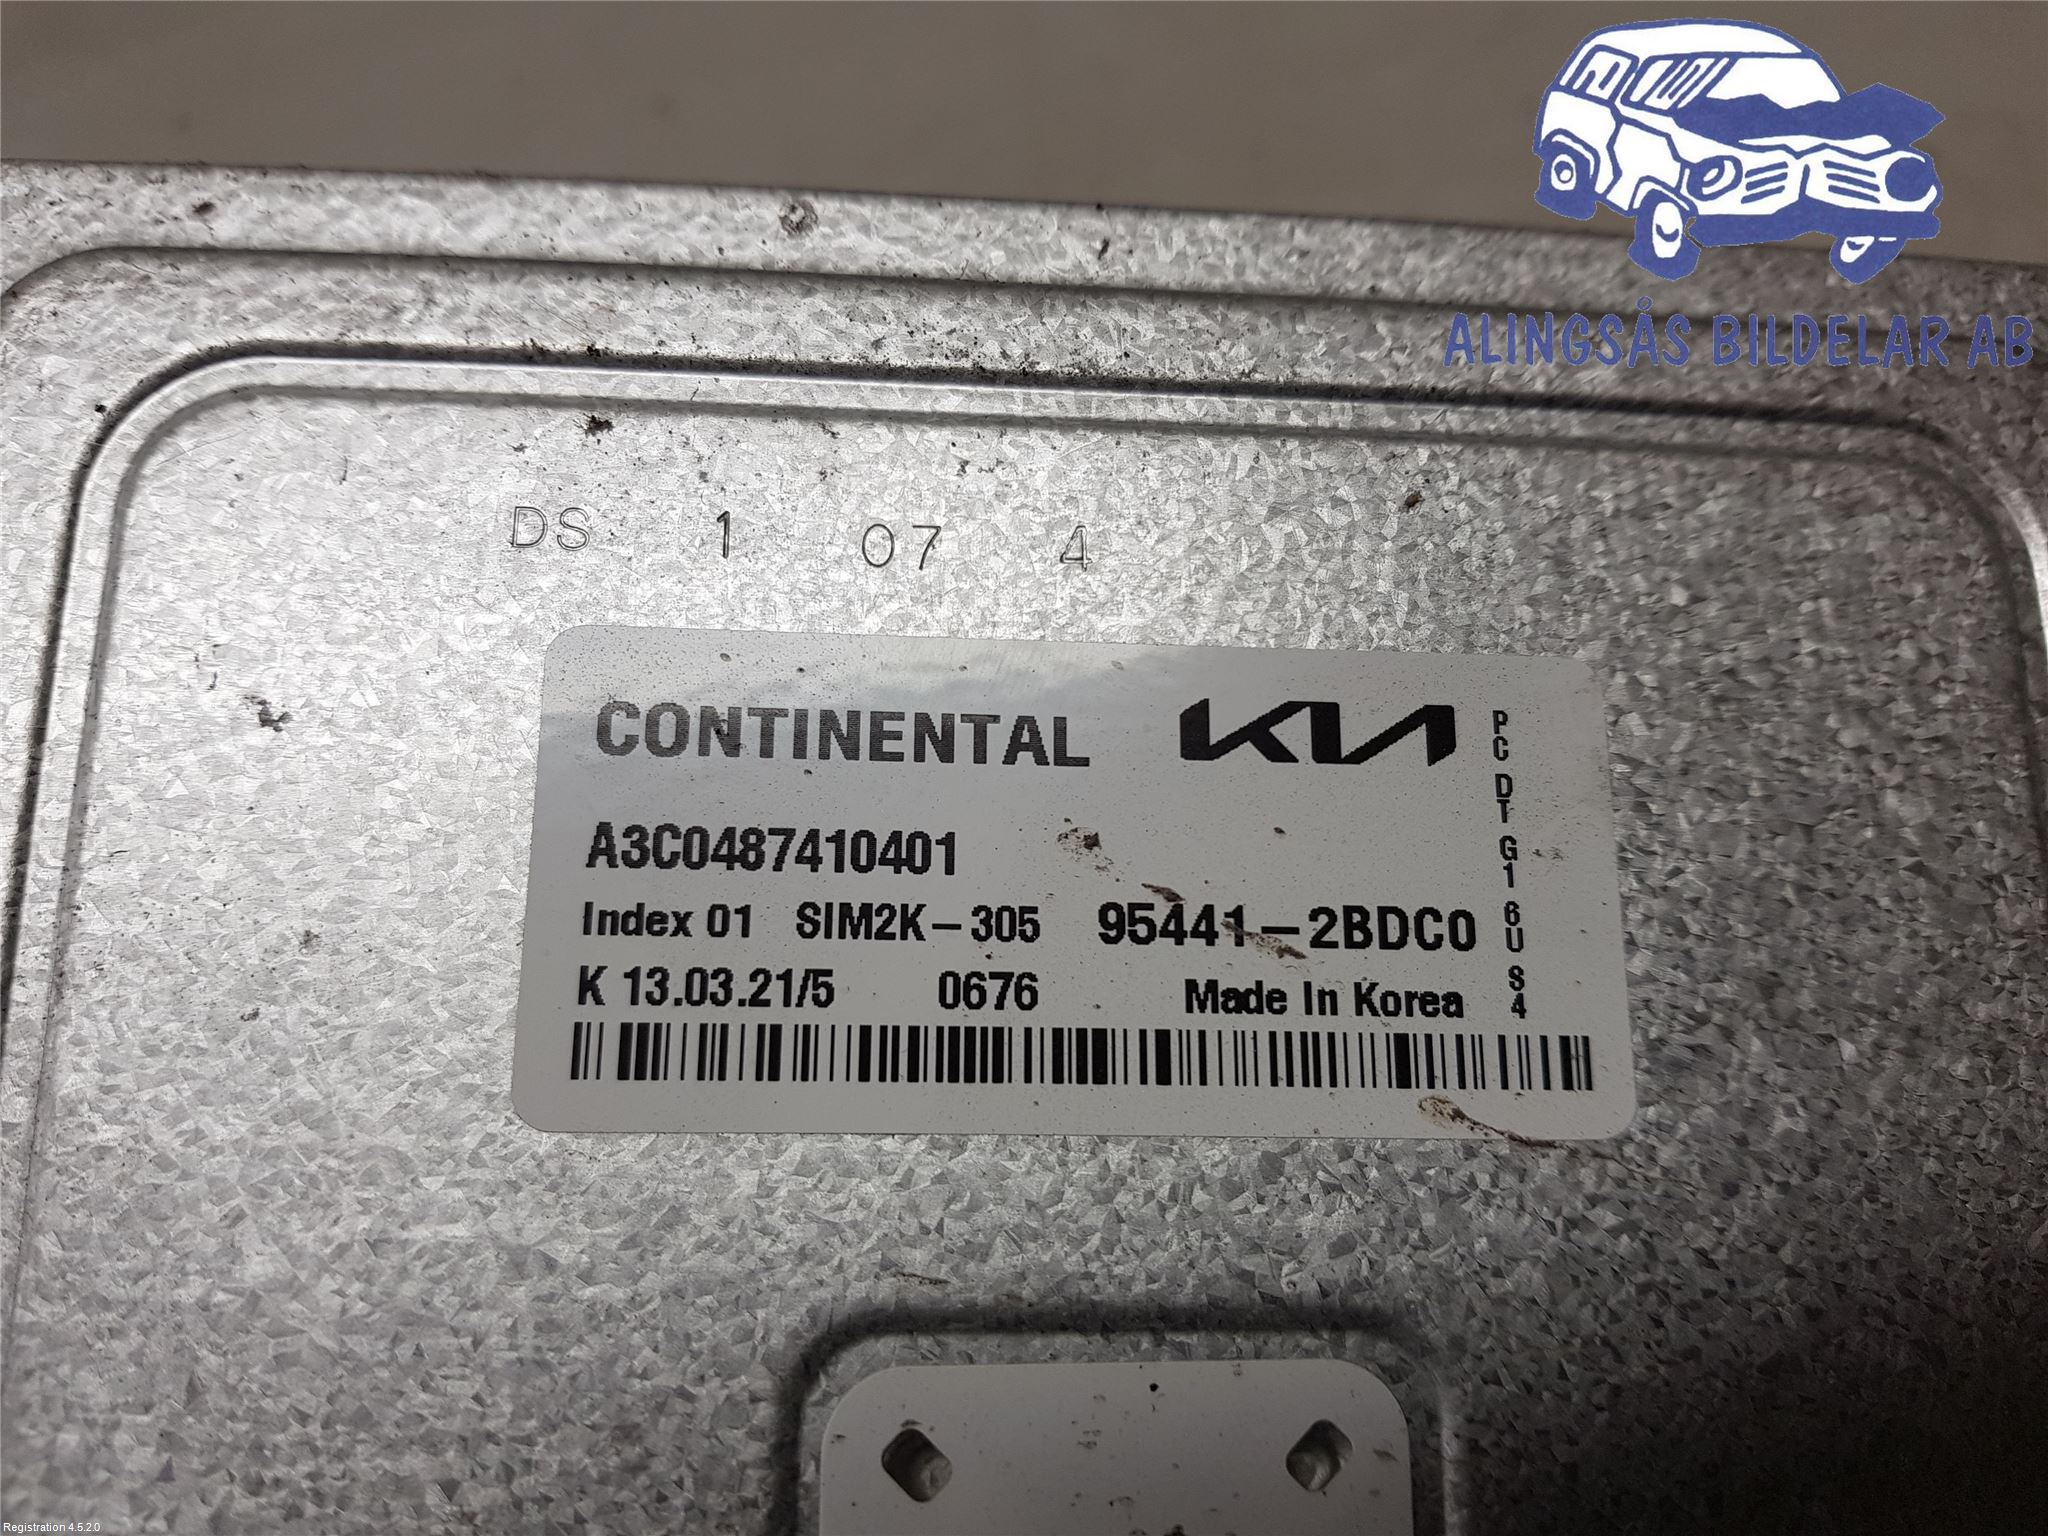 ALINGSÅS BILDELAR AB
DS 1 07 4
CONTINENTAL KIA
A3C0487410401
Index 01 SIM2K-305 95441-2BDC0
K 13.03.21/5 0676 Made In Korea
PC DT G1 6U S4
Registration 4.5.2.0